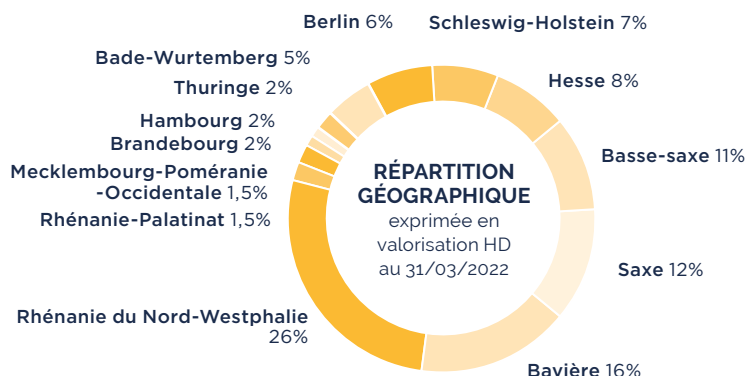 Berlin 6%
Schleswig-Holstein 7%
Bade-Wurtemberg 5%
Thuringe 2%
Hesse 8%
Hambourg 2%
Brandebourg 2%
Basse-saxe 11%
Mecklembourg-Poméranie
-Occidentale 1,5%
Rhénanie-Palatinat 1,5%
RÉPARTITION
GÉOGRAPHIQUE
exprimée en
valorisation HD
au 31/03/2022
Saxe 12%
Rhénanie du Nord-Westphalie
26%
Bavière 16%